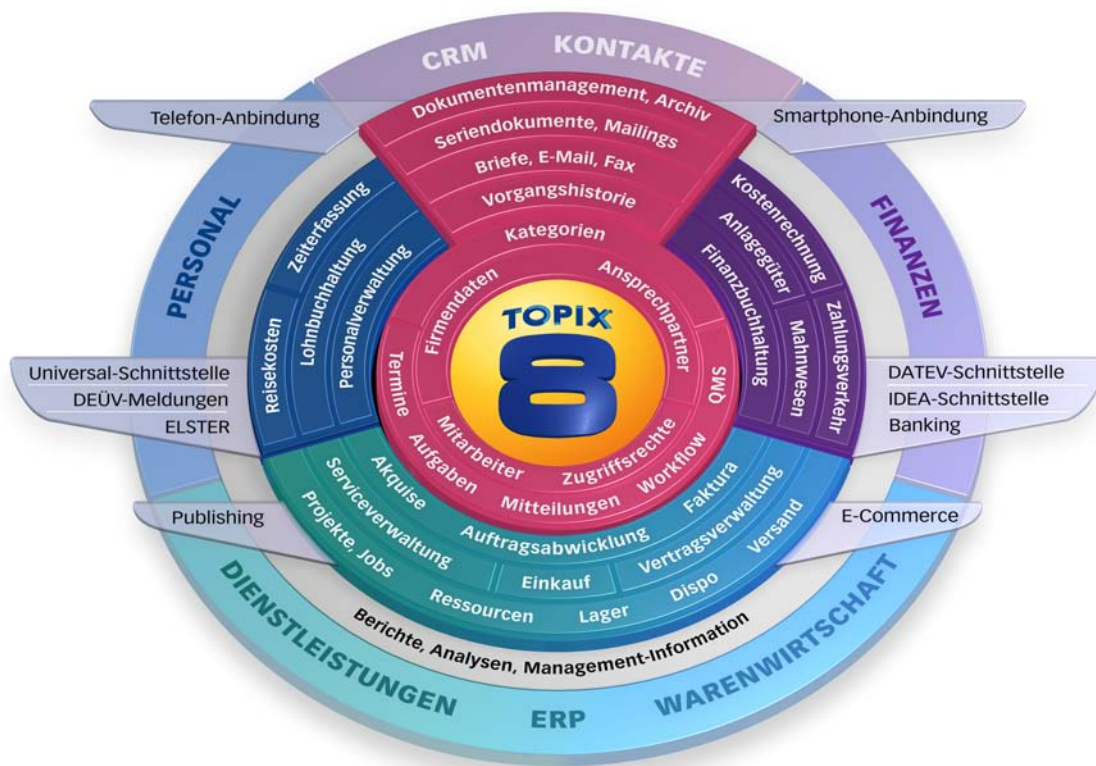 CRM KONTAKTE
Dokumentenmanagement, Archiv
Telefon-Anbindung
Smartphone-Anbindung
Seriendokumente, Mailings
Briefe, E-Mail, Fax
Vorgangshistorie
PERSONAL
Zeiterfassung
Reisekosten
Lohnbuchhaltung
Personalverwaltung
Kostenrechnung
Anlagegüter
Finanzbuchhaltung
Zahlungsverkehr
Mahnwesen
FINANZEN
Kategorien
Firmendaten
Ansprechpartner
TOPIX
8
Termine
QMS
Mitarbeiter
Zugriffsrechte
Aufgaben
Mitteilungen
Workflow
Universal-Schnittstelle
DEÜV-Meldungen
ELSTER
DATEV-Schnittstelle
IDEA-Schnittstelle
Banking
Akquise
Auftragsabwicklung
Faktura
Serviceverwaltung
Einkauf
Vertragsverwaltung
Projekte, Jobs
Ressourcen
Lager
Dispo
Versand
Publishing
E-Commerce
Berichte, Analysen, Management-Information
DIENSTLEISTUNGEN
ERP
WARENWIRTSCHAFT